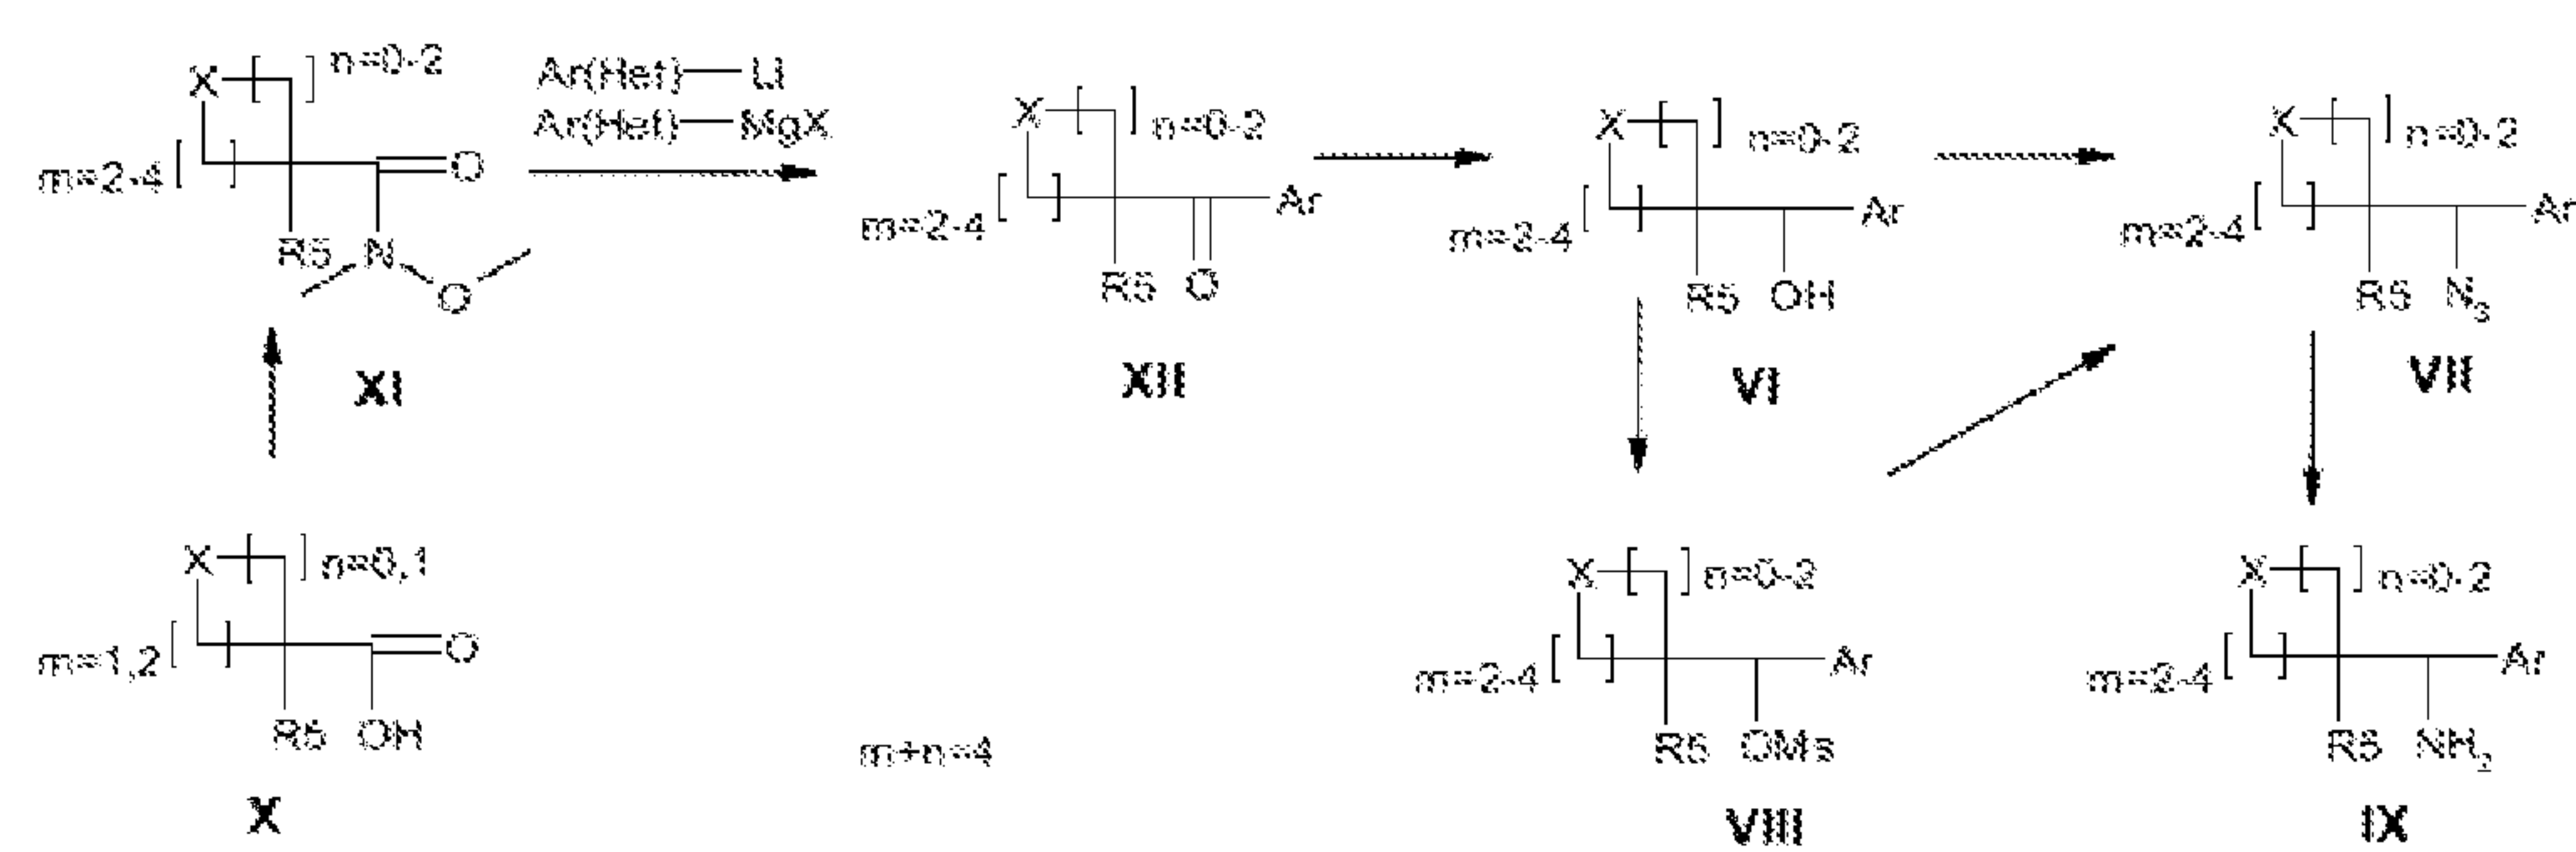 X n=0-2
m=2-4 O
R5 N
O
XI
Ar(Het) Li
Ar(Het) MgX
X n=0-2
m=2-4 Ar
R5 O
XII
X n=0-2
m=2-4 Ar
R5 OH
VI
X n=0-2
m=2-4 Ar
R5 N3
VII
X n=0,1
m=1,2 O
R5 OH
X
m+n=4
X n=0-2
m=2-4 Ar
R5 OMs
VIII
X n=0-2
m=2-4 Ar
R5 NH2
IX